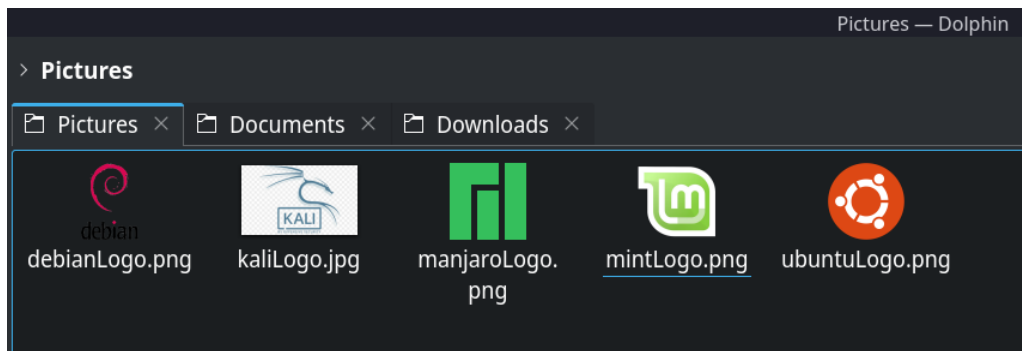 Pictures — Dolphin
> Pictures
Pictures × Documents × Downloads ×
debian KALI
debianLogo.png kaliLogo.jpg manjaroLogo. mintLogo.png ubuntuLogo.png
png